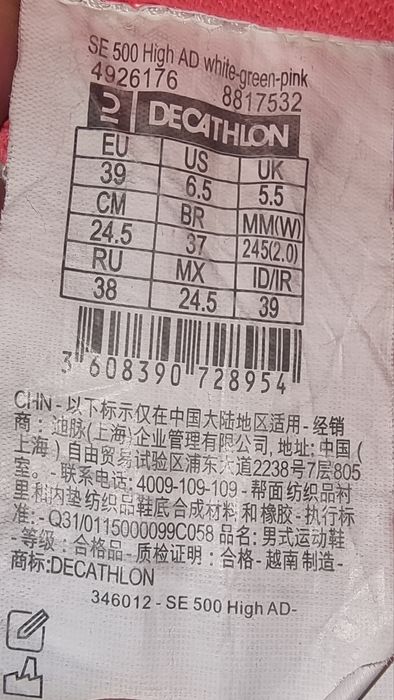 SE 500 High AD white-green-pink
4926176 8817532
DECATHLON
EU US UK
39 6.5 5.5
CM BR MM(W)
24.5 37 245(2.0)
RU MX ID/IR
38 24.5 39
3 608390 728954
CHN - 以下标示仅在中国大陆地区适用 - 经销
商：迪脉(上海)企业管理有限公司, 地址: 中国 (
上海 ) 自由贸易试验区浦东大道2238号7层805
室。- 联系电话: 4009-109-109 - 帮面纺织品衬
里和内垫纺织品鞋底合成材料和橡胶 - 执行标
准: - Q31/0115000099C058 品名: 男式运动鞋
- 等级：合格品 - 质检证明：合格 - 越南制造 -
商标:DECATHLON
346012 - SE 500 High AD-